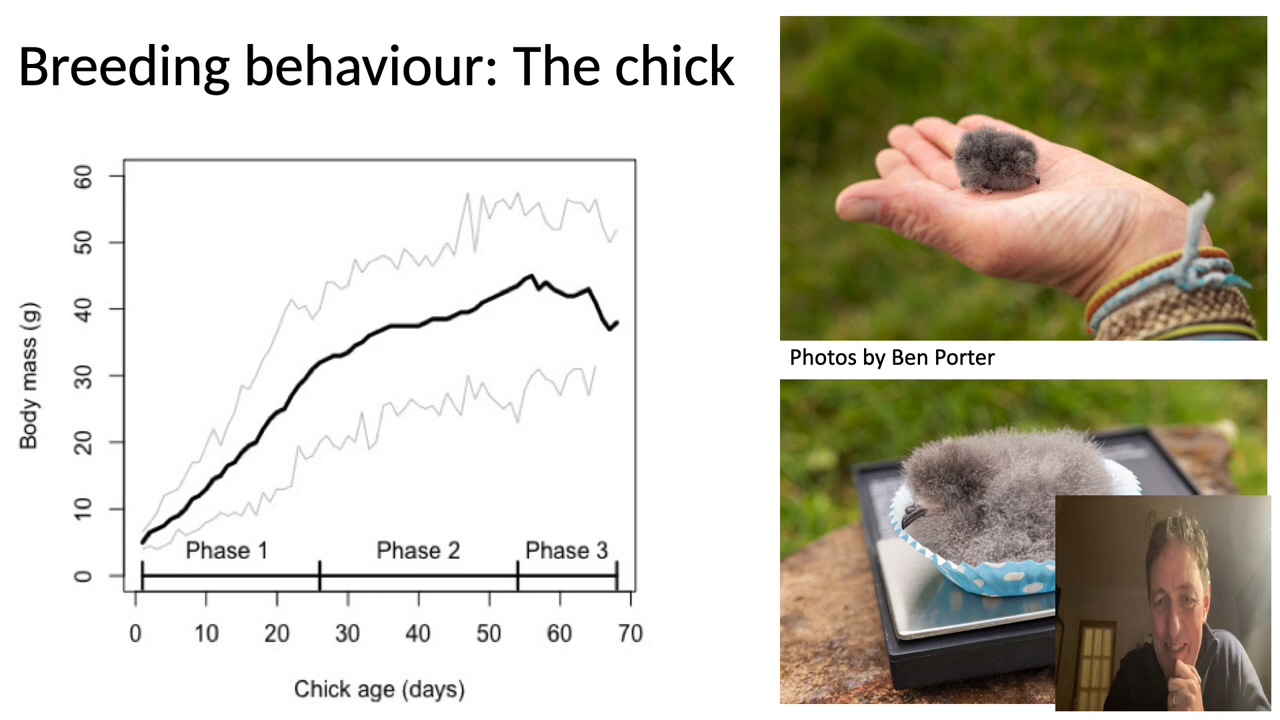 Breeding behaviour: The chick
60
50
40
30
20
10
0
Body mass (g)
Phase 1
Phase 2
Phase 3
0 10 20 30 40 50 60 70
Chick age (days)
Photos by Ben Porter